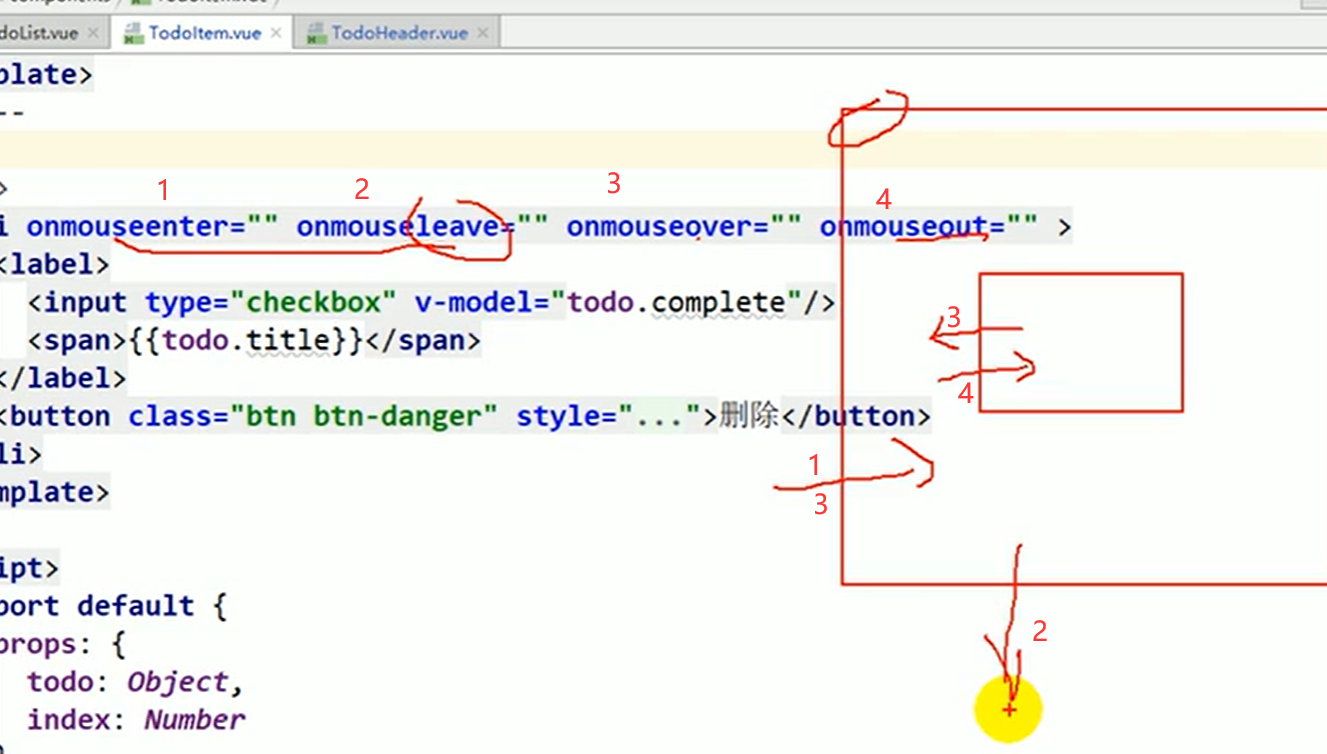 doList.vue × TodoItem.vue × TodoHeader.vue ×
plate>
--
>
1 2 3 4
i onmouseenter="" onmouseleave="" onmouseover="" onmouseout="" >
<label>
<input type="checkbox" v-model="todo.complete"/>
3
<span>{{todo.title}}</span>
</label>
4
<button class="btn btn-danger" style="...">删除</button>
li>
1
mplate>
3
ipt>
port default {
props: {
2
todo: Object,
index: Number